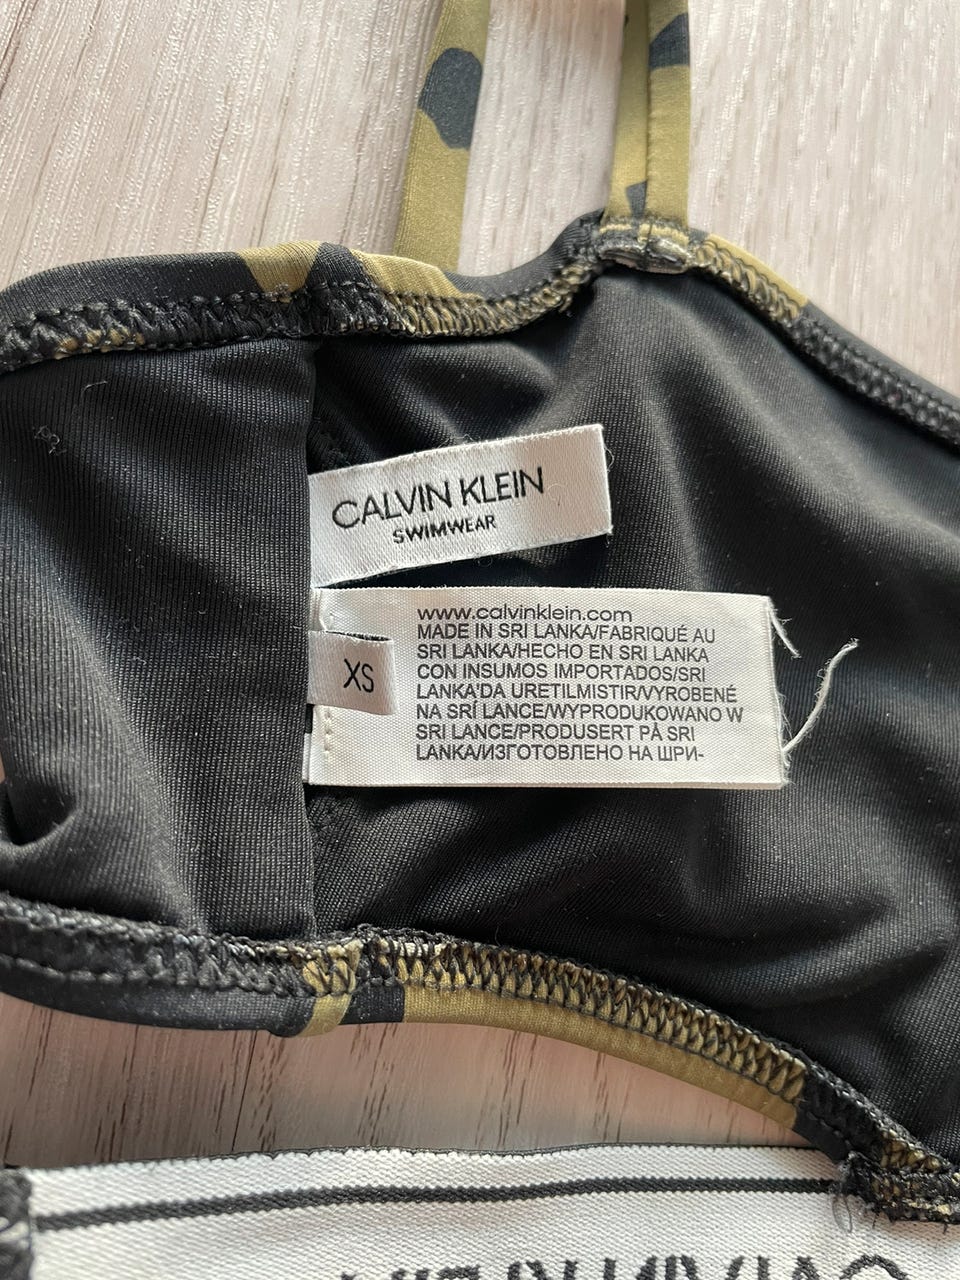 CALVIN KLEIN
SWIMWEAR
XS
www.calvinklein.com
MADE IN SRI LANKA/FABRIQUÉ AU
SRI LANKA/HECHO EN SRI LANKA
CON INSUMOS IMPORTADOS/SRI
LANKA'DA URETILMISTIR/VYROBENÉ
NA SRÍ LANCE/WYPRODUKOWANO W
SRI LANCE/PRODUSERT PÅ SRI
LANKA/ИЗГОТОВЛЕНО НА ШРИ-